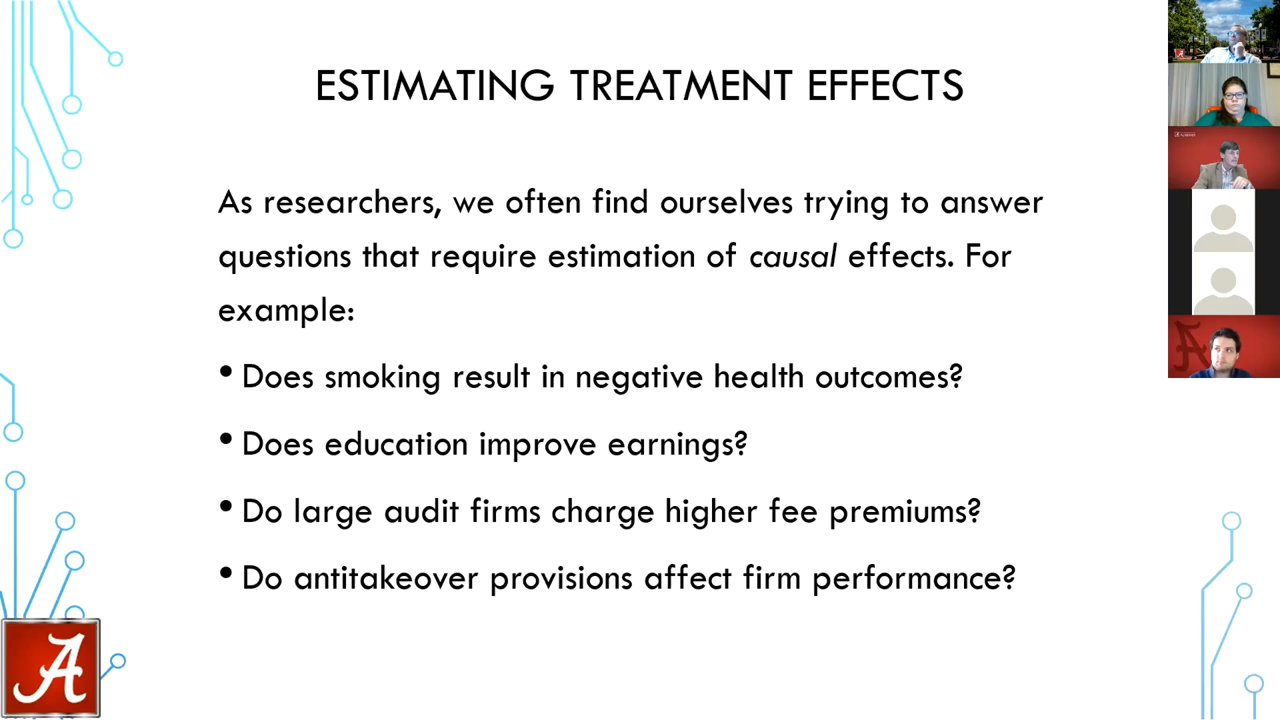 ESTIMATING TREATMENT EFFECTS
As researchers, we often find ourselves trying to answer
questions that require estimation of causal effects. For
example:
• Does smoking result in negative health outcomes?
• Does education improve earnings?
• Do large audit firms charge higher fee premiums?
• Do antitakeover provisions affect firm performance?
A